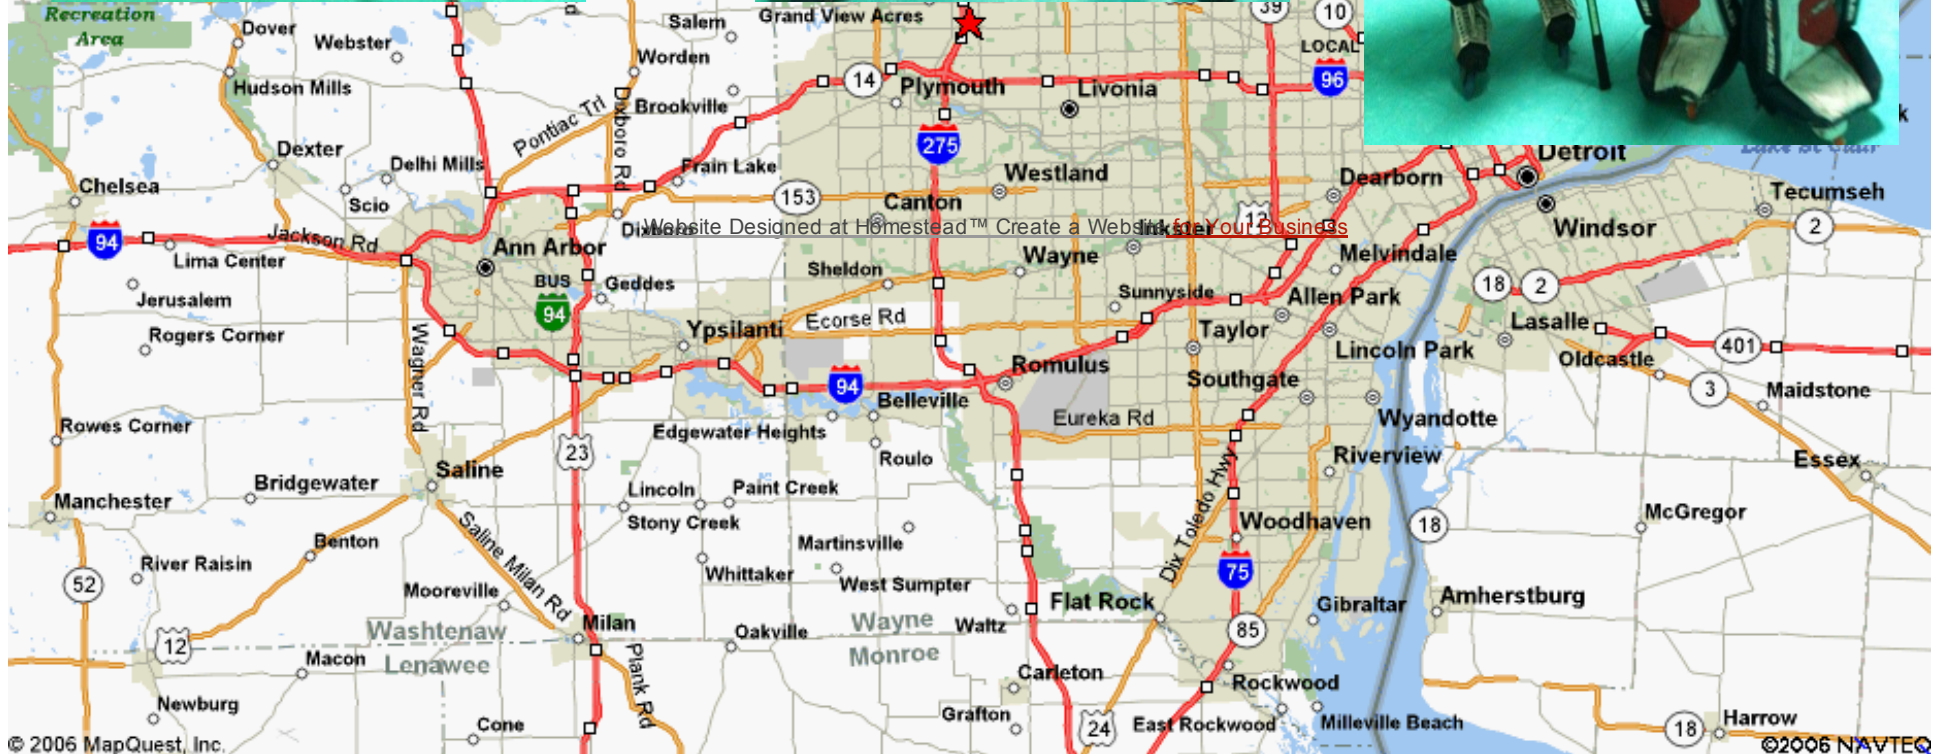 Recreation
Area
Dover
Webster
Salem
Grand View Acres
39
10
LOCAL
96
Worden
Hudson Mills
14
Plymouth
Livonia
Brookville
Pontiac Trl
Dixboro Rd
275
Dexter
Delhi Mills
Frain Lake
Detroit
Chelsea
Scio
153
Westland
Dearborn
Tecumseh
Canton
12
Windsor
2
Website Designed at Homestead™ Create a Website for Your Business
Inkster
94
Jackson Rd
Ann Arbor
Lima Center
Wayne
Melvindale
Sheldon
BUS
94
Geddes
Jerusalem
Sunnyside
Allen Park
18
2
Rogers Corner
Wagner Rd
Ypsilanti
Ecorse Rd
Taylor
Lasalle
401
Lincoln Park
Oldcastle
Romulus
94
Southgate
3
Maidstone
Belleville
Eureka Rd
Wyandotte
Rowes Corner
Edgewater Heights
23
Roulo
Riverview
Essex
Saline
Bridgewater
Manchester
Lincoln
Paint Creek
Stony Creek
Dix Toledo Hwy
Woodhaven
18
McGregor
Saline Milan Rd
Benton
Martinsville
River Raisin
52
Whittaker
West Sumpter
75
Mooreville
Flat Rock
Gibraltar
Amherstburg
Milan
12
Washtenaw
Lenawee
Oakville
Wayne
Monroe
Waltz
85
Macon
Plank Rd
Carleton
Rockwood
Newburg
Cone
Grafton
24
East Rockwood
Milleville Beach
18
Harrow
© 2006 MapQuest, Inc.
©2006 NAVTEQ